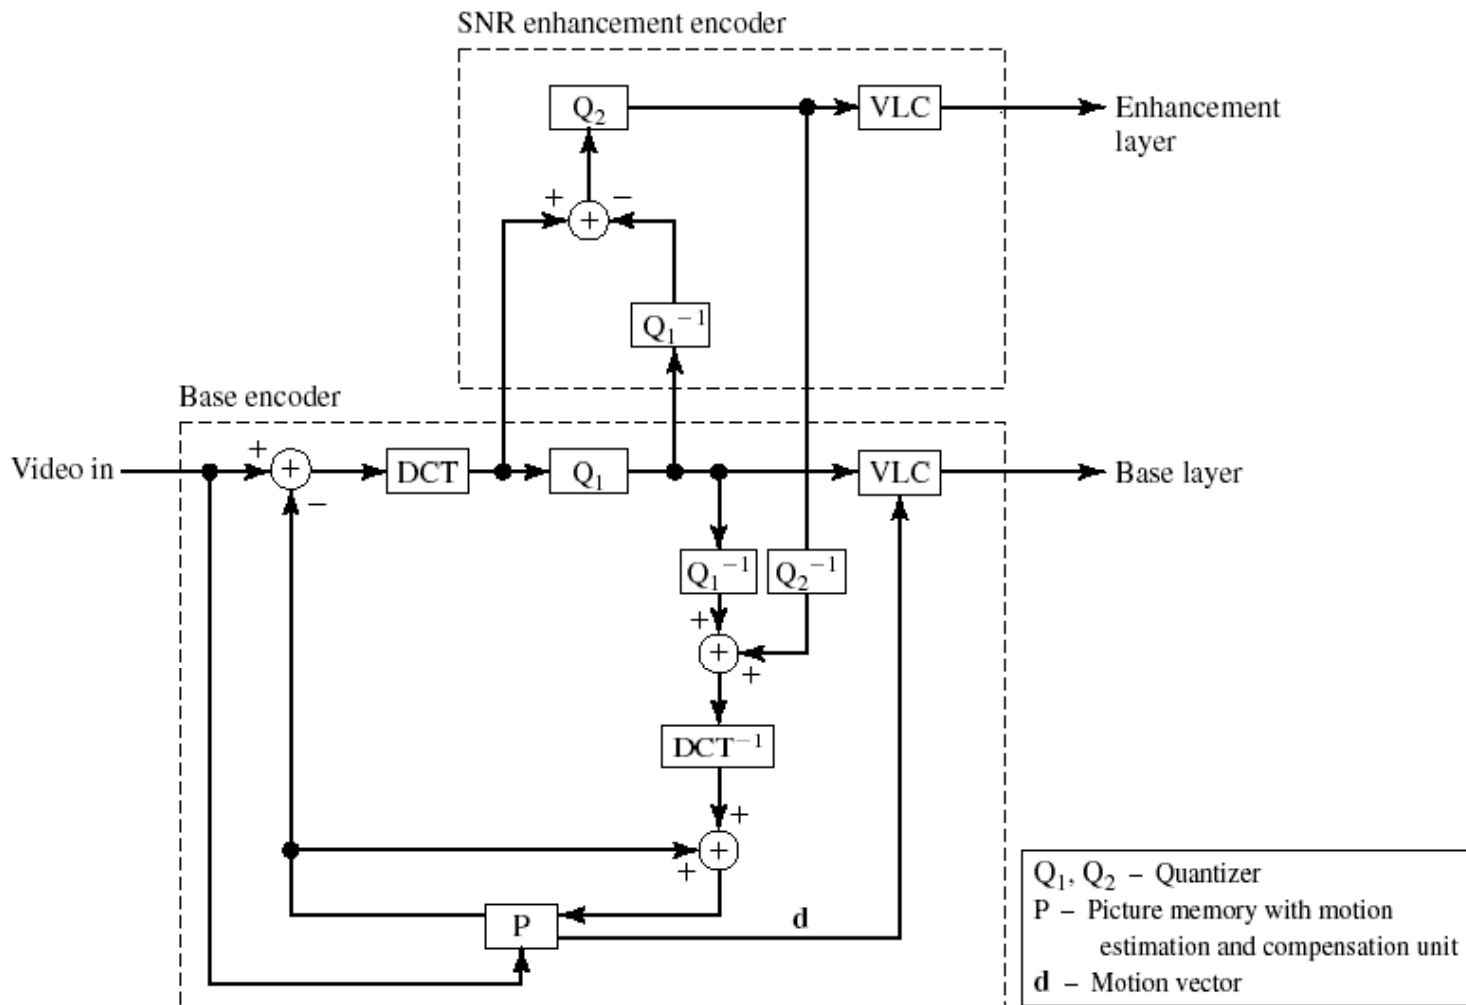 SNR enhancement encoder
Q₂
VLC
Enhancement
layer
+ −
+
Q₁⁻¹
Base encoder
Video in
+
+
−
DCT
Q₁
VLC
Base layer
Q₁⁻¹
Q₂⁻¹
+
+
+
DCT⁻¹
+
+
+
P
d
Q₁, Q₂ – Quantizer
P – Picture memory with motion
estimation and compensation unit
d – Motion vector